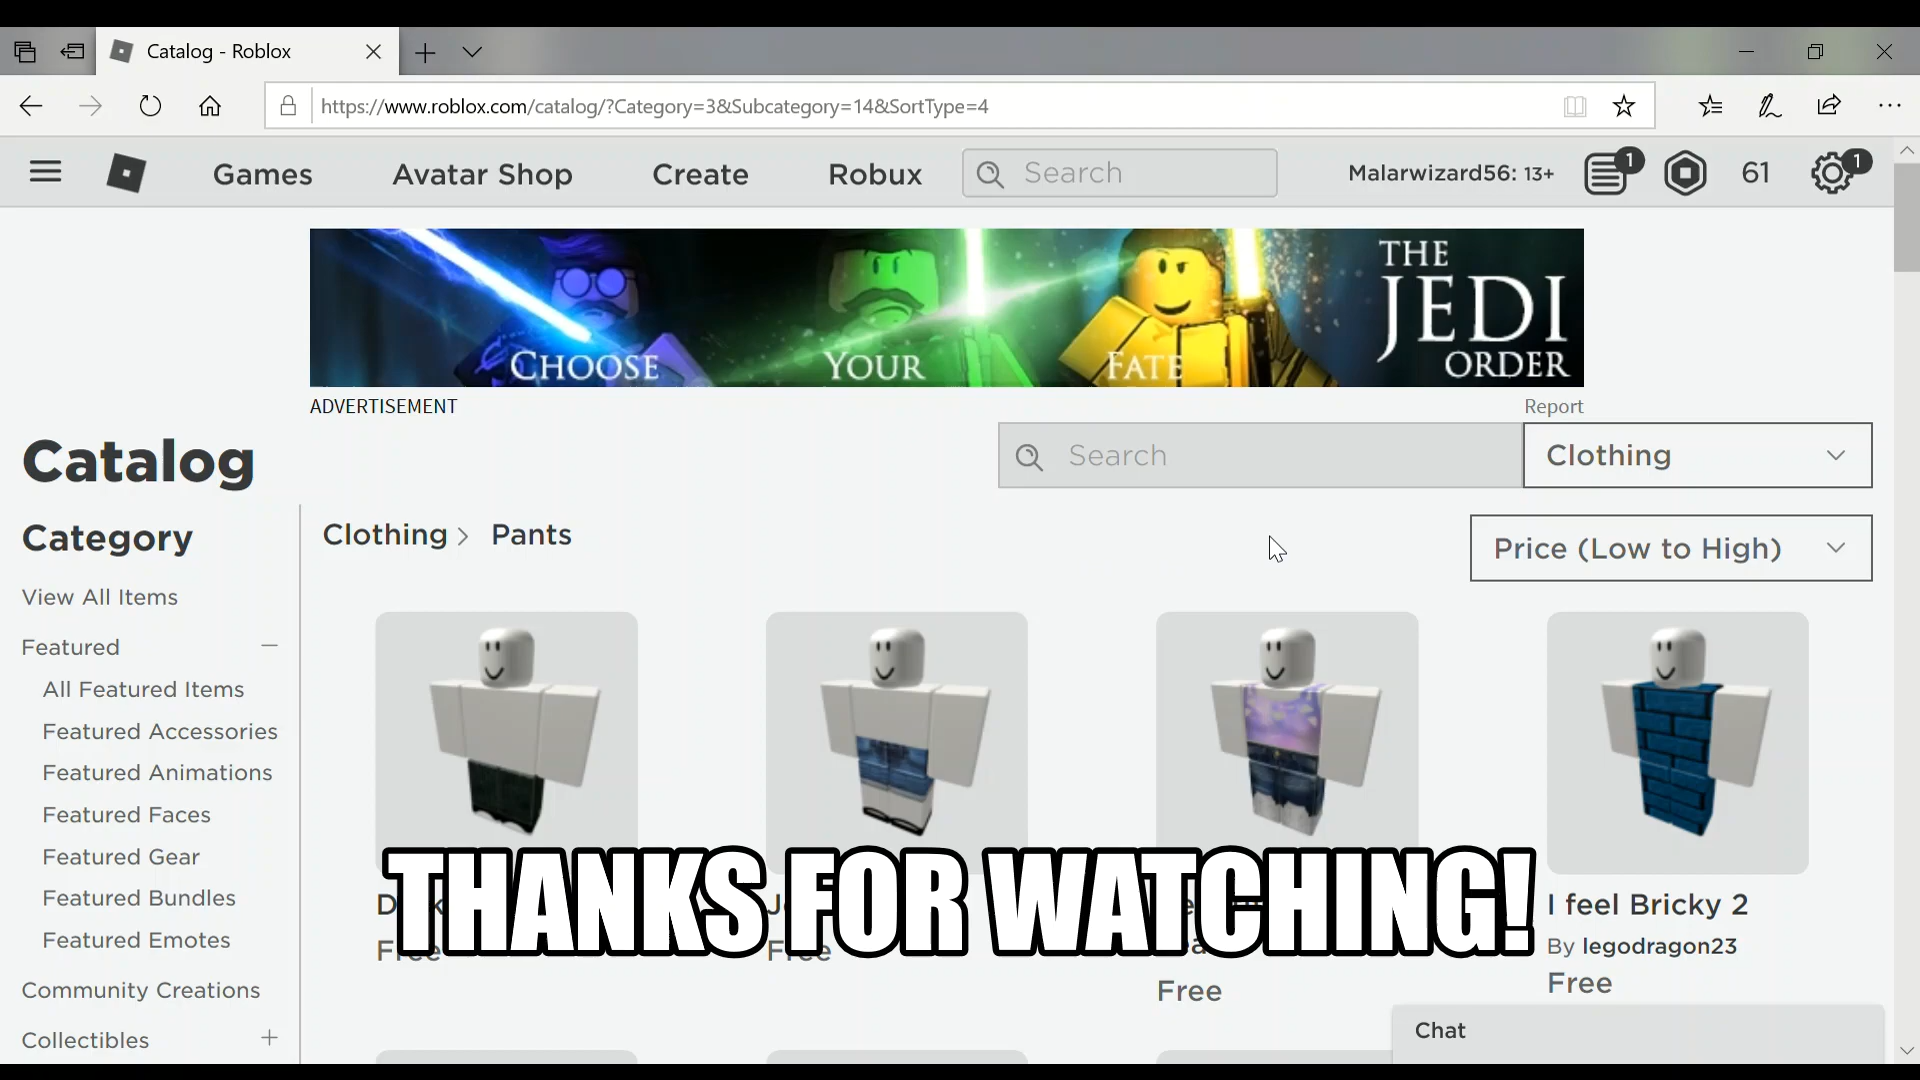 Catalog - Roblox
https://www.roblox.com/catalog/?Category=3&Subcategory=14&SortType=4
Games
Avatar Shop
Create
Robux
Search
Malarwizard56: 13+
1
61
1
CHOOSE YOUR FATE
THE
JEDI
ORDER
ADVERTISEMENT
Report
Catalog
Search
Clothing
Category
Clothing > Pants
Price (Low to High)
View All Items
Featured
All Featured Items
Featured Accessories
Featured Animations
Featured Faces
Featured Gear
Featured Bundles
Featured Emotes
Community Creations
Collectibles
THANKS FOR WATCHING!
Free
Free
Free
I feel Bricky 2
By legodragon23
Free
Chat